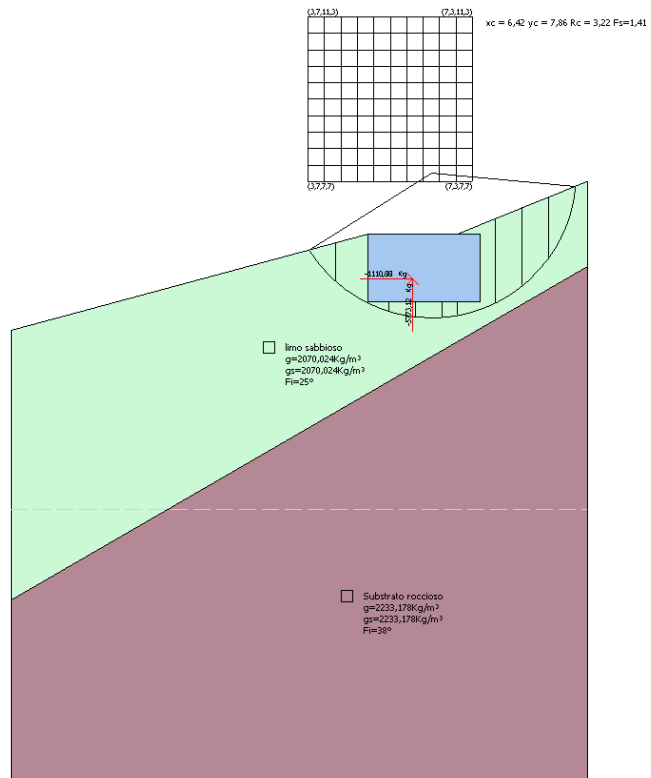 (3,7,11,3)
(7,3,11,3)
xc = 6,42 yc = 7,86 Rc = 3,22 Fs=1,41
(3,7,7,7)
(7,3,7,7)
-1110,88 Kg
limo sabbioso
g=2070,024Kg/m³
gs=2070,024Kg/m³
Fi=25°
Substrato roccioso
g=2233,178Kg/m³
gs=2233,178Kg/m³
Fi=38°